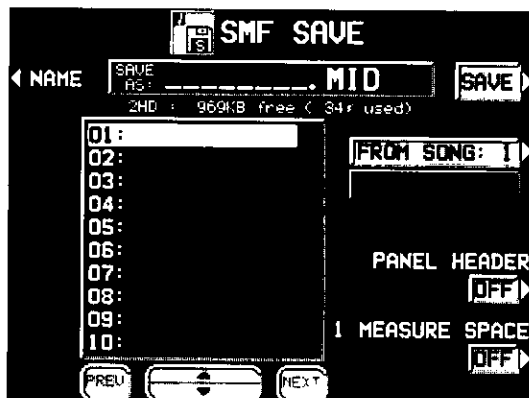 SMF SAVE
NAME
SAVE AS: ________.MID
SAVE
2HD : 969KB free ( 34% used)
01:
02:
03:
04:
05:
06:
07:
08:
09:
10:
FROM SONG: 1
PANEL HEADER
OFF
1 MEASURE SPACE
OFF
PREV
NEXT